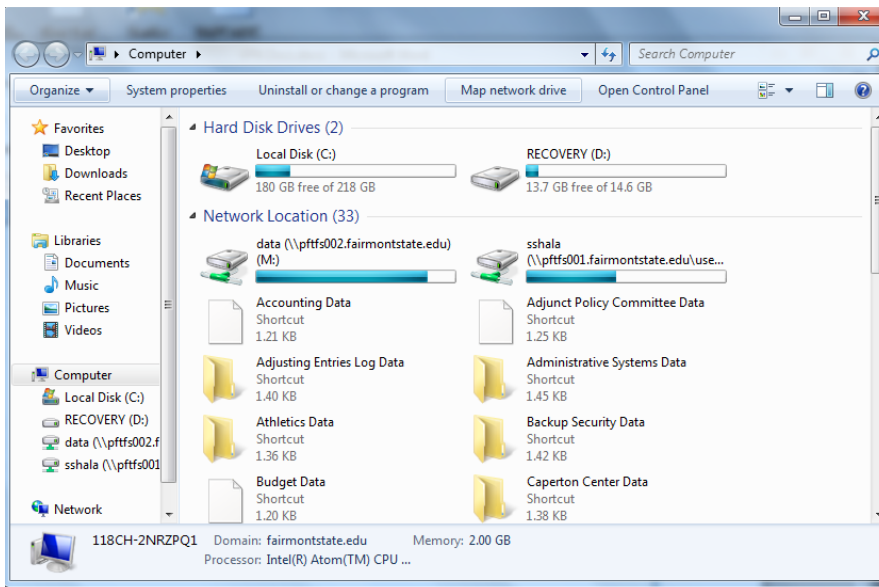 Computer
Search Computer
Organize
System properties
Uninstall or change a program
Map network drive
Open Control Panel
Favorites
Desktop
Downloads
Recent Places
Libraries
Documents
Music
Pictures
Videos
Computer
Local Disk (C:)
RECOVERY (D:)
data (\\pftfs002.f
sshala (\\pftfs001
Network
Hard Disk Drives (2)
Local Disk (C:)
180 GB free of 218 GB
RECOVERY (D:)
13.7 GB free of 14.6 GB
Network Location (33)
data (\\pftfs002.fairmontstate.edu)
(M:)
sshala
(\\pftfs001.fairmontstate.edu\use...
Accounting Data
Shortcut
1.21 KB
Adjunct Policy Committee Data
Shortcut
1.25 KB
Adjusting Entries Log Data
Shortcut
1.40 KB
Administrative Systems Data
Shortcut
1.45 KB
Athletics Data
Shortcut
1.36 KB
Backup Security Data
Shortcut
1.42 KB
Budget Data
Shortcut
1.20 KB
Caperton Center Data
Shortcut
1.38 KB
118CH-2NRZPQ1 Domain: fairmontstate.edu Memory: 2.00 GB
Processor: Intel(R) Atom(TM) CPU ...